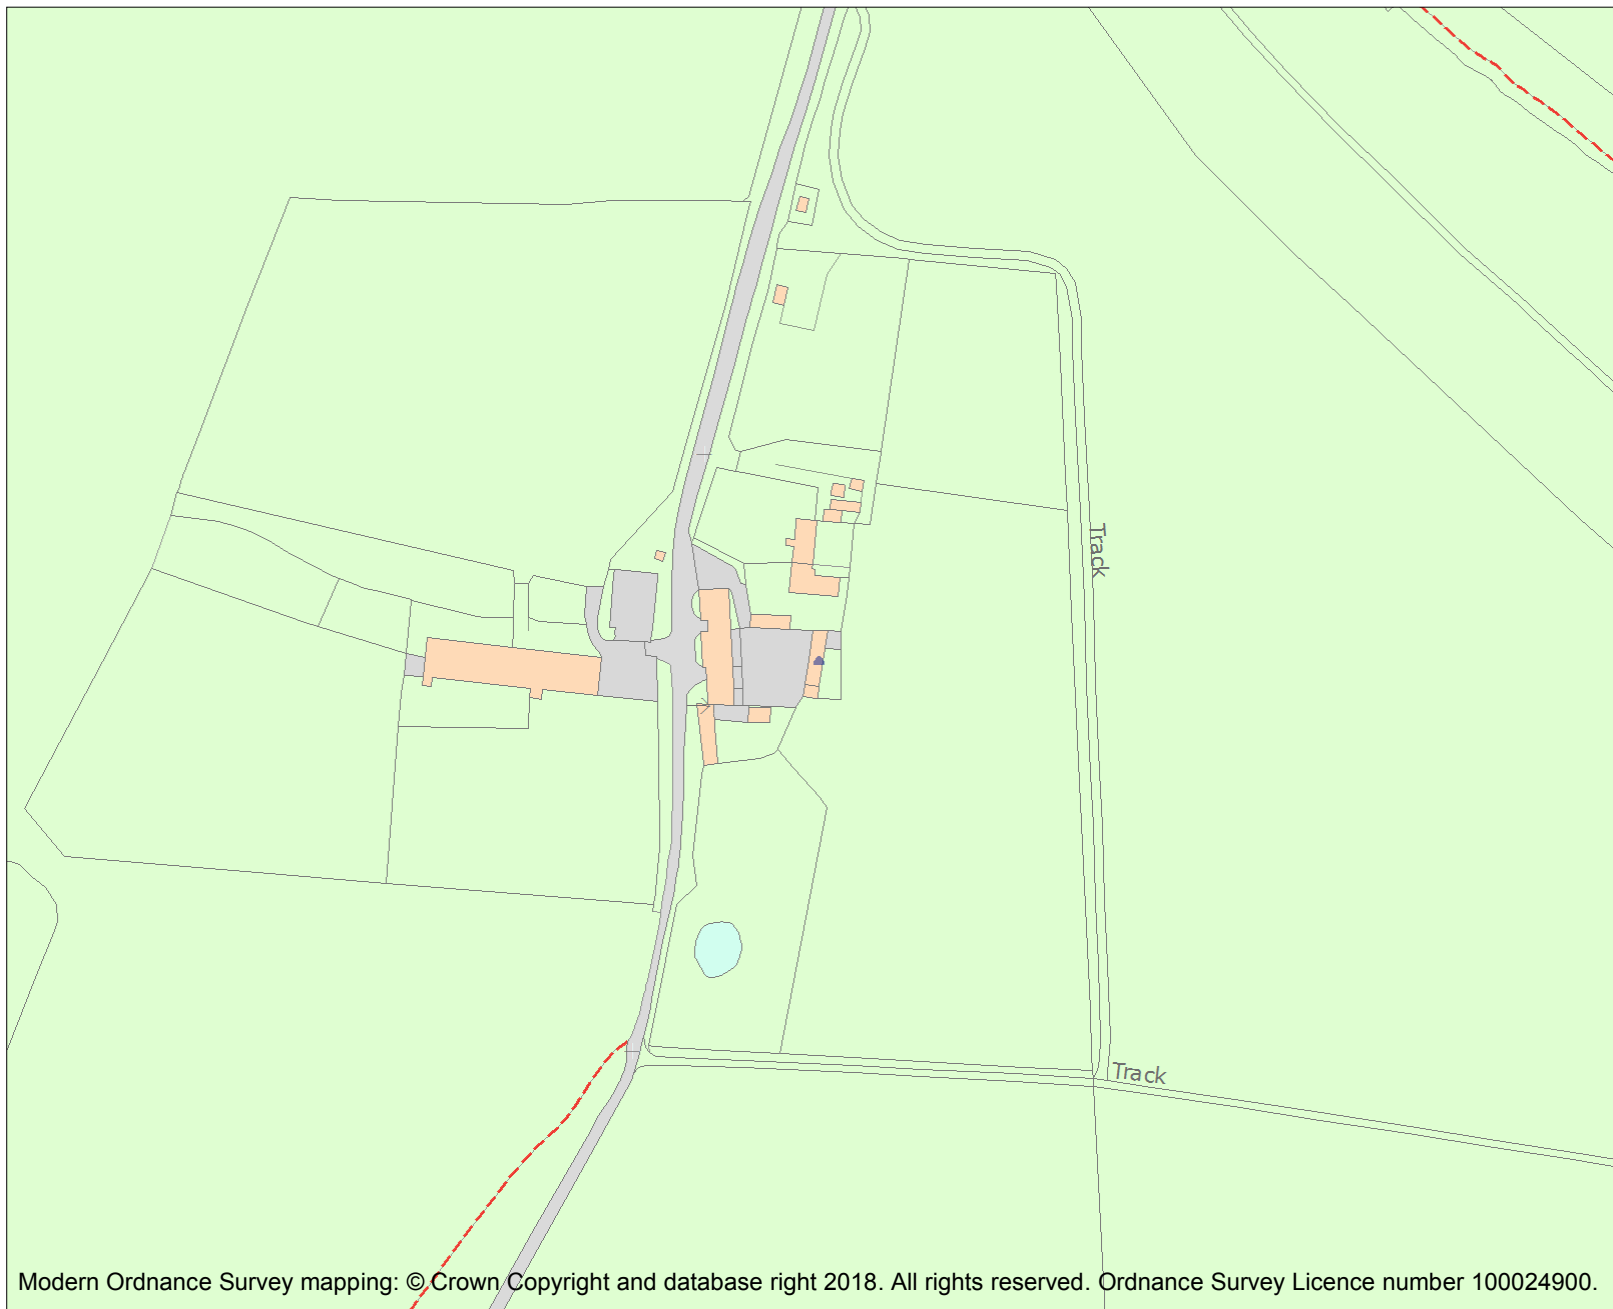 Track
Track
Modern Ordnance Survey mapping: © Crown Copyright and database right 2018. All rights reserved. Ordnance Survey Licence number 100024900.